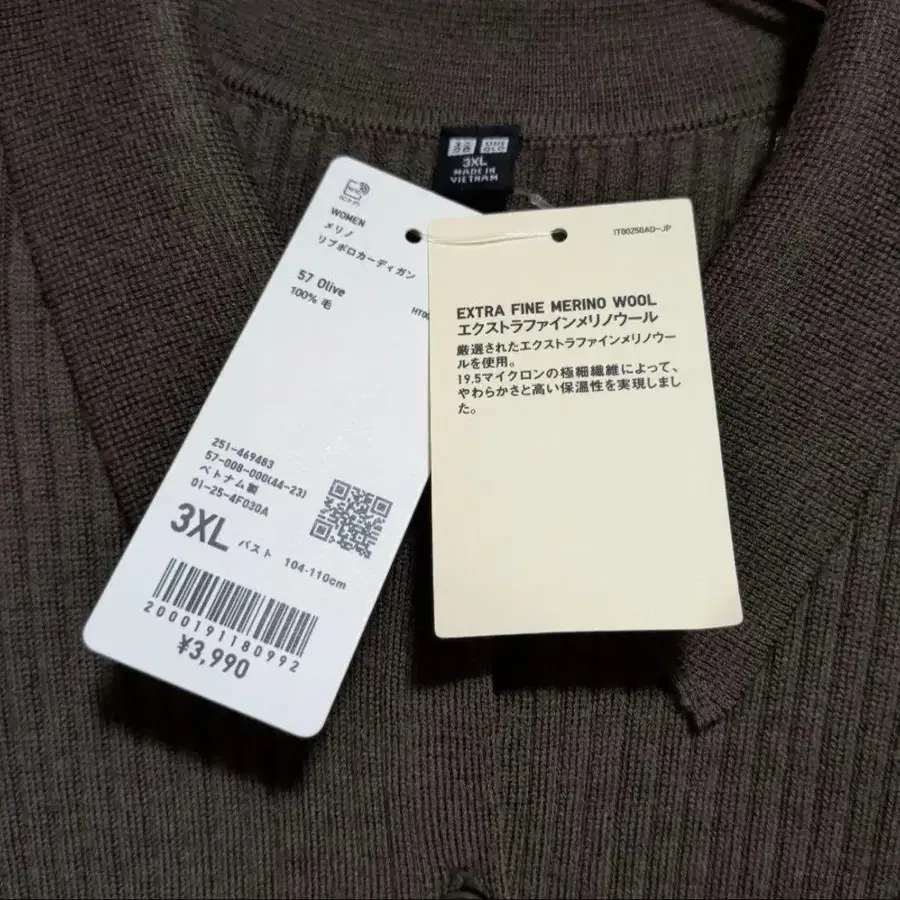 ユニ
クロ
UNI
QLO
3XL
MADE IN
VIETNAM
WOMEN
メリノ
リブポロカーディガン
57 Olive
100% 毛
251-469483
57-008-000(44-23)
ベトナム製
01-25-4F030A
3XL バスト 104-110cm
2000191180992
¥3,990
IT00250AD-JP
EXTRA FINE MERINO WOOL
エクストラファインメリノウール
厳選されたエクストラファインメリノウー
ルを使用。
19.5マイクロンの極細繊維によって、
やわらかさと高い保温性を実現しまし
た。